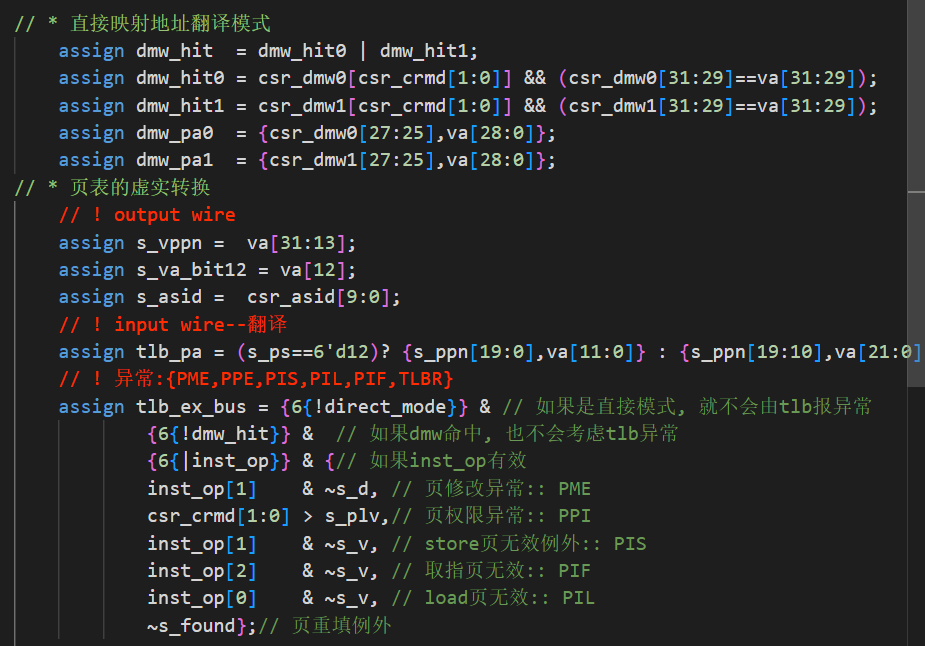 // * 直接映射地址翻译模式
assign dmw_hit  = dmw_hit0 | dmw_hit1;
assign dmw_hit0 = csr_dmw0[csr_crmd[1:0]] && (csr_dmw0[31:29]==va[31:29]);
assign dmw_hit1 = csr_dmw1[csr_crmd[1:0]] && (csr_dmw1[31:29]==va[31:29]);
assign dmw_pa0  = {csr_dmw0[27:25],va[28:0]};
assign dmw_pa1  = {csr_dmw1[27:25],va[28:0]};
// * 页表的虚实转换
// ! output wire
assign s_vppn =  va[31:13];
assign s_va_bit12 = va[12];
assign s_asid =  csr_asid[9:0];
// ! input wire--翻译
assign tlb_pa = (s_ps==6'd12)? {s_ppn[19:0],va[11:0]} : {s_ppn[19:10],va[21:0]
// ! 异常:{PME,PPE,PIS,PIL,PIF,TLBR}
assign tlb_ex_bus = {6{!direct_mode}} & // 如果是直接模式, 就不会由tlb报异常
{6{!dmw_hit}} &  // 如果dmw命中, 也不会考虑tlb异常
{6{|inst_op}} & {// 如果inst_op有效
inst_op[1]    & ~s_d, // 页修改异常:: PME
csr_crmd[1:0] > s_plv,// 页权限异常:: PPI
inst_op[1]    & ~s_v, // store页无效例外:: PIS
inst_op[2]    & ~s_v, // 取指页无效:: PIF
inst_op[0]    & ~s_v, // load页无效:: PIL
~s_found};// 页重填例外